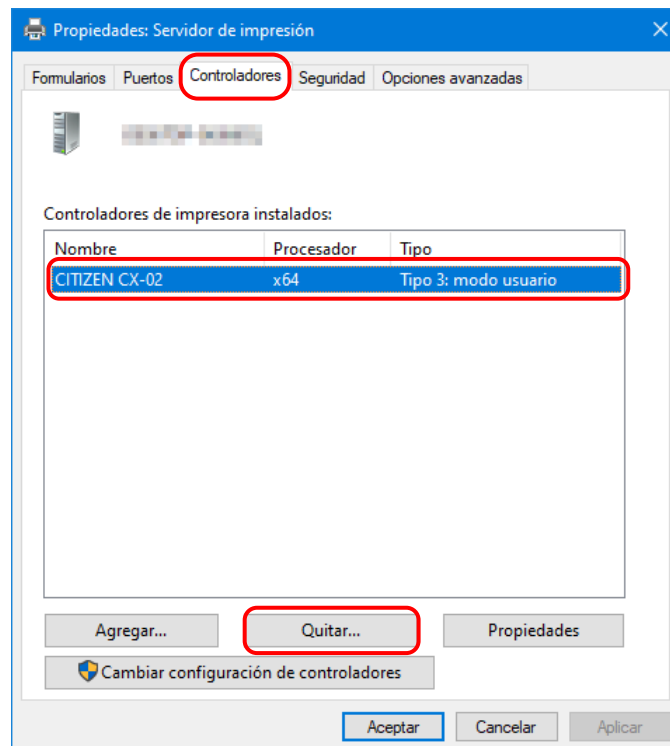 Propiedades: Servidor de impresión
Formularios Puertos Controladores Seguridad Opciones avanzadas
Controladores de impresora instalados:
Nombre Procesador Tipo
CITIZEN CX-02 x64 Tipo 3: modo usuario
Agregar... Quitar... Propiedades
Cambiar configuración de controladores
Aceptar Cancelar Aplicar